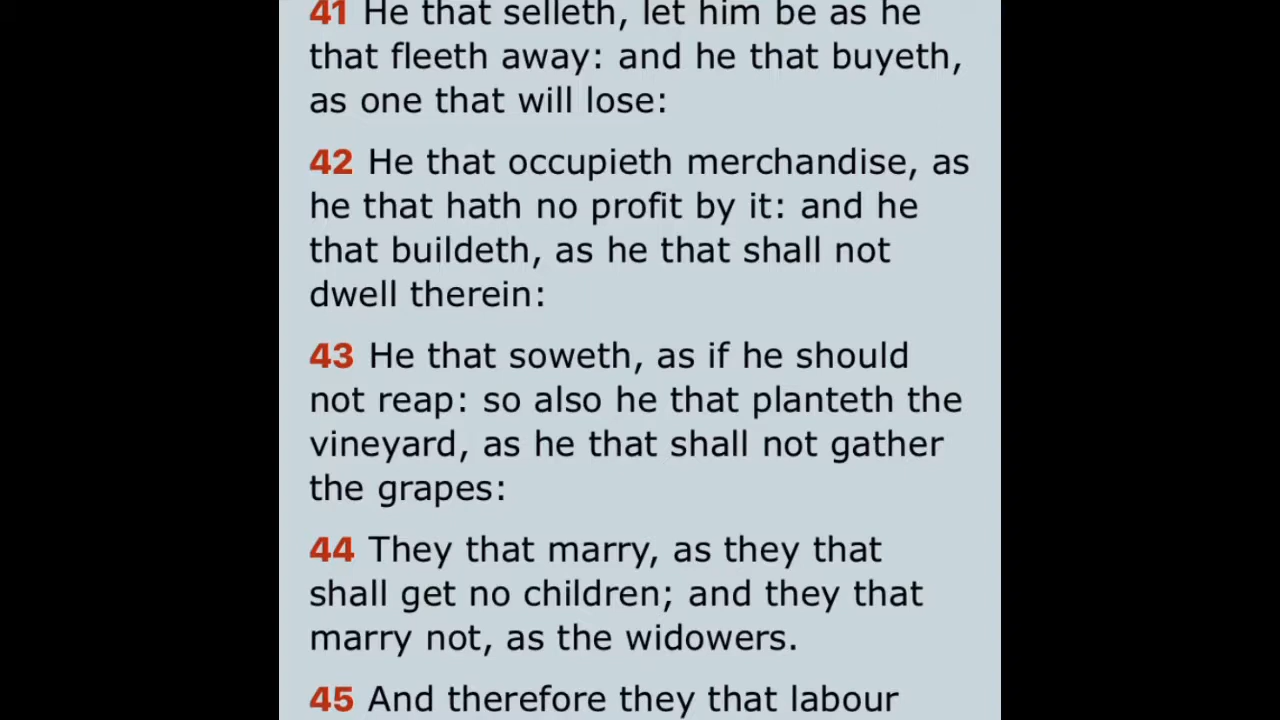 41 He that selleth, let him be as he
that fleeth away: and he that buyeth,
as one that will lose:
42 He that occupieth merchandise, as
he that hath no profit by it: and he
that buildeth, as he that shall not
dwell therein:
43 He that soweth, as if he should
not reap: so also he that planteth the
vineyard, as he that shall not gather
the grapes:
44 They that marry, as they that
shall get no children; and they that
marry not, as the widowers.
45 And therefore they that labour